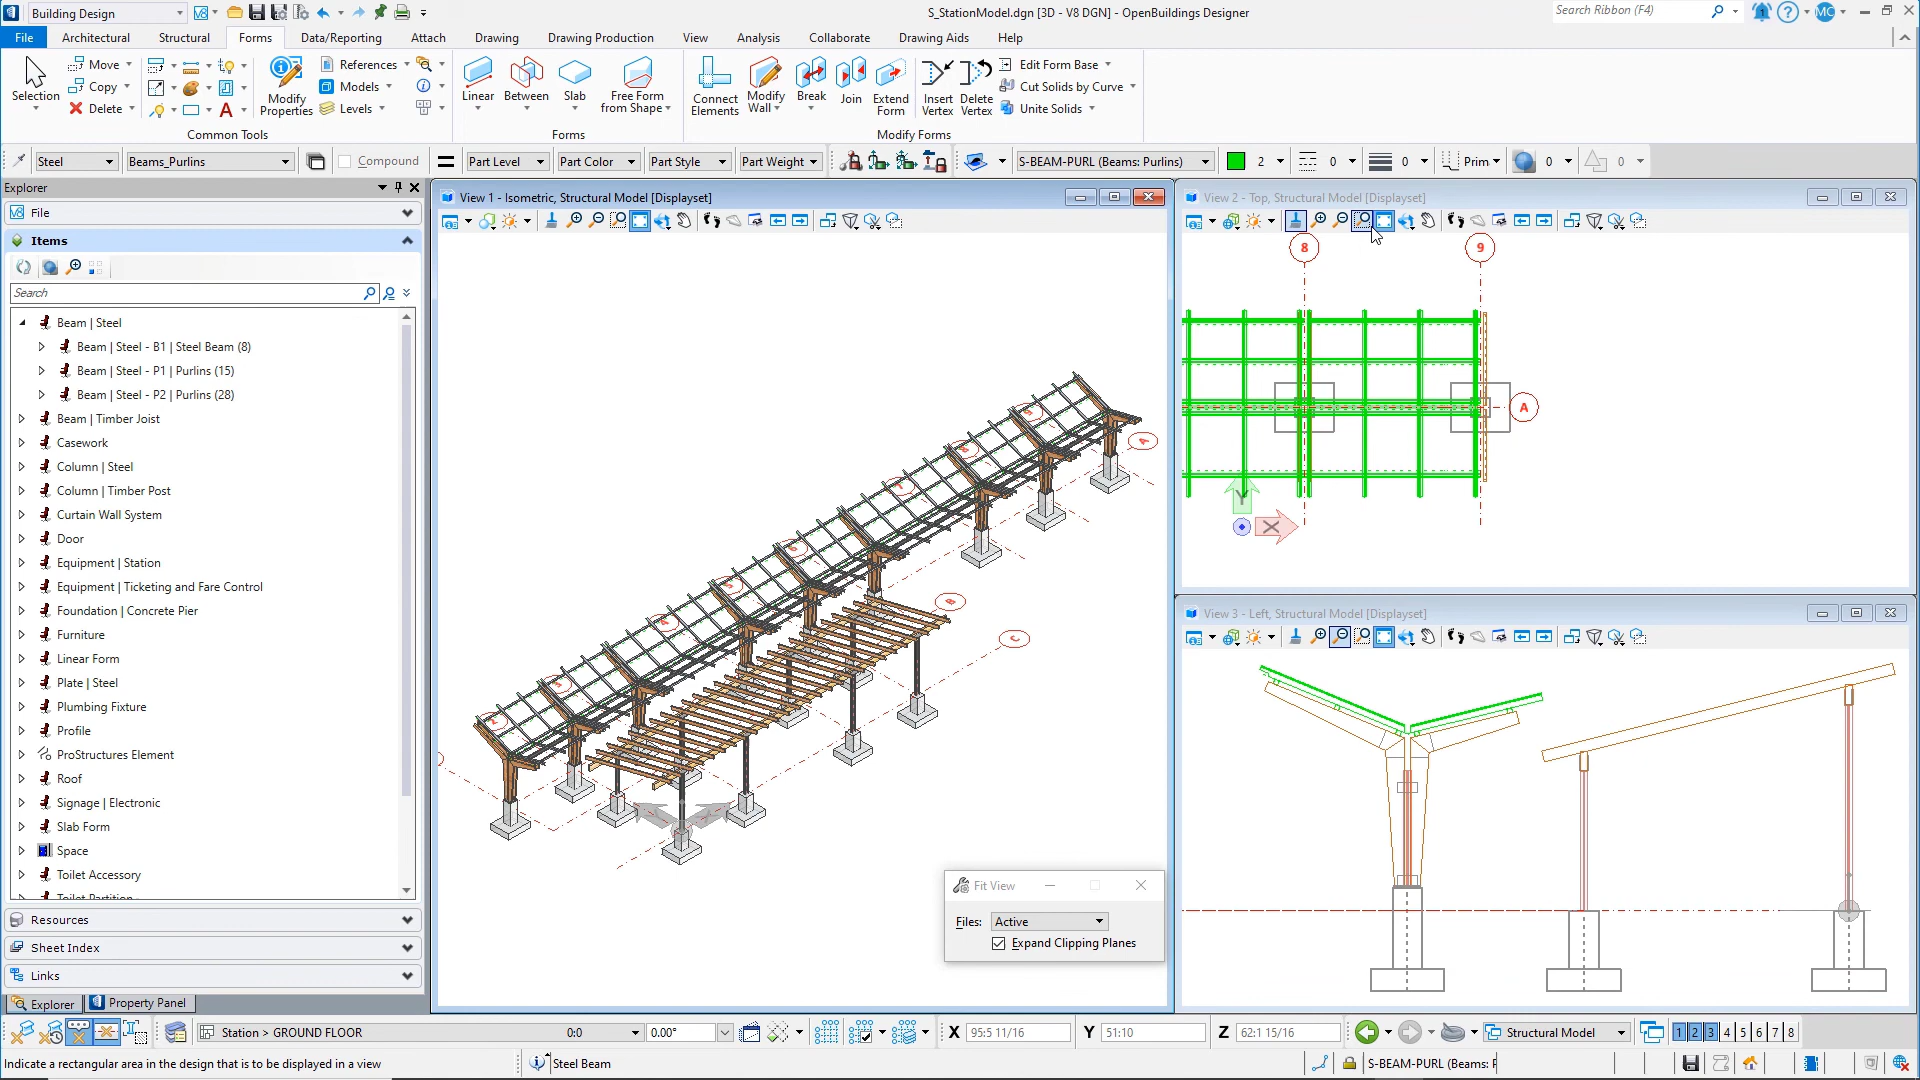 Building Design
S_StationModel.dgn [3D - V8 DGN] - OpenBuildings Designer
Search Ribbon (F4)
MC
File
Architectural
Structural
Forms
Data/Reporting
Attach
Drawing
Drawing Production
View
Analysis
Collaborate
Drawing Aids
Help
Selection
Move
Copy
Delete
Common Tools
Modify Properties
References
Models
Levels
Linear
Between
Slab
Free Form from Shape
Forms
Connect Elements
Modify Wall
Break
Join
Extend Form
Insert Vertex
Delete Vertex
Edit Form Base
Cut Solids by Curve
Unite Solids
Modify Forms
Steel
Beams_Purlins
Compound
Part Level
Part Color
Part Style
Part Weight
S-BEAM-PURL (Beams: Purlins)
2
0
0
Prim
0
0
Explorer
File
Items
Search
Beam | Steel
Beam | Steel - B1 | Steel Beam (8)
Beam | Steel - P1 | Purlins (15)
Beam | Steel - P2 | Purlins (28)
Beam | Timber Joist
Casework
Column | Steel
Column | Timber Post
Curtain Wall System
Door
Equipment | Station
Equipment | Ticketing and Fare Control
Foundation | Concrete Pier
Furniture
Linear Form
Plate | Steel
Plumbing Fixture
Profile
ProStructures Element
Roof
Signage | Electronic
Slab Form
Space
Toilet Accessory
Toilet Partition
Resources
Sheet Index
Links
Explorer
Property Panel
View 1 - Isometric, Structural Model [Displayset]
A
B
C
Fit View
Files: Active
Expand Clipping Planes
View 2 - Top, Structural Model [Displayset]
8
9
A
Y
X
View 3 - Left, Structural Model [Displayset]
Station > GROUND FLOOR
0:0
0.00°
X 95:5 11/16
Y 51:10
Z 62:1 15/16
Structural Model
1 2 3 4 5 6 7 8
Indicate a rectangular area in the design that is to be displayed in a view
Steel Beam
S-BEAM-PURL (Beams: F